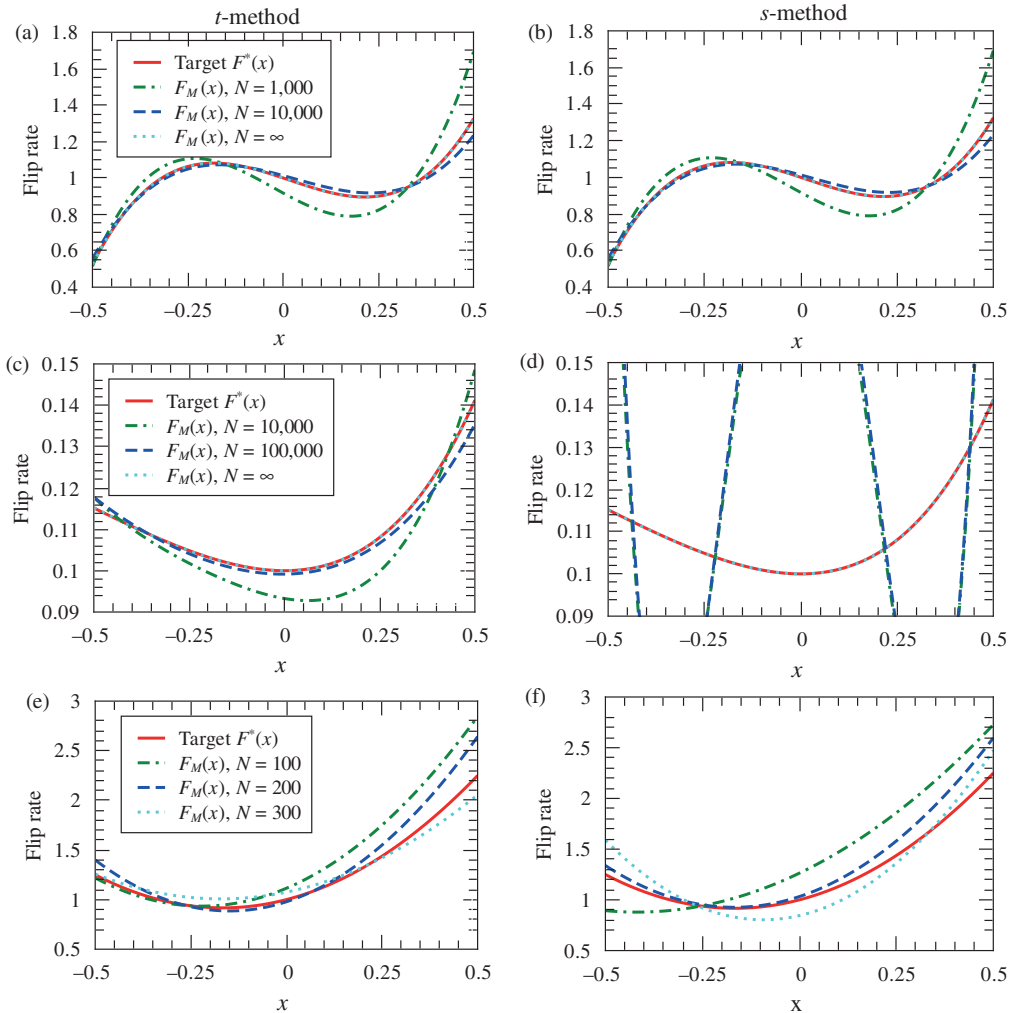 t-method
s-method
(a)
1.8
1.6
1.4
1.2
1.0
0.8
0.6
0.4
Flip rate
Target F*(x)
F_M(x), N = 1,000
F_M(x), N = 10,000
F_M(x), N = ∞
−0.5
−0.25
0
0.25
0.5
x
(b)
1.8
1.6
1.4
1.2
1.0
0.8
0.6
0.4
Flip rate
−0.5
−0.25
0
0.25
0.5
x
(c)
0.15
0.14
0.13
0.12
0.11
0.1
0.09
Flip rate
Target F*(x)
F_M(x), N = 10,000
F_M(x), N = 100,000
F_M(x), N = ∞
−0.5
−0.25
0
0.25
0.5
x
(d)
0.15
0.14
0.13
0.12
0.11
0.1
0.09
Flip rate
−0.5
−0.25
0
0.25
0.5
x
(e)
3
2.5
2
1.5
1
0.5
Flip rate
Target F*(x)
F_M(x), N = 100
F_M(x), N = 200
F_M(x), N = 300
−0.5
−0.25
0
0.25
0.5
x
(f)
3
2.5
2
1.5
1
0.5
Flip rate
−0.5
−0.25
0
0.25
0.5
x